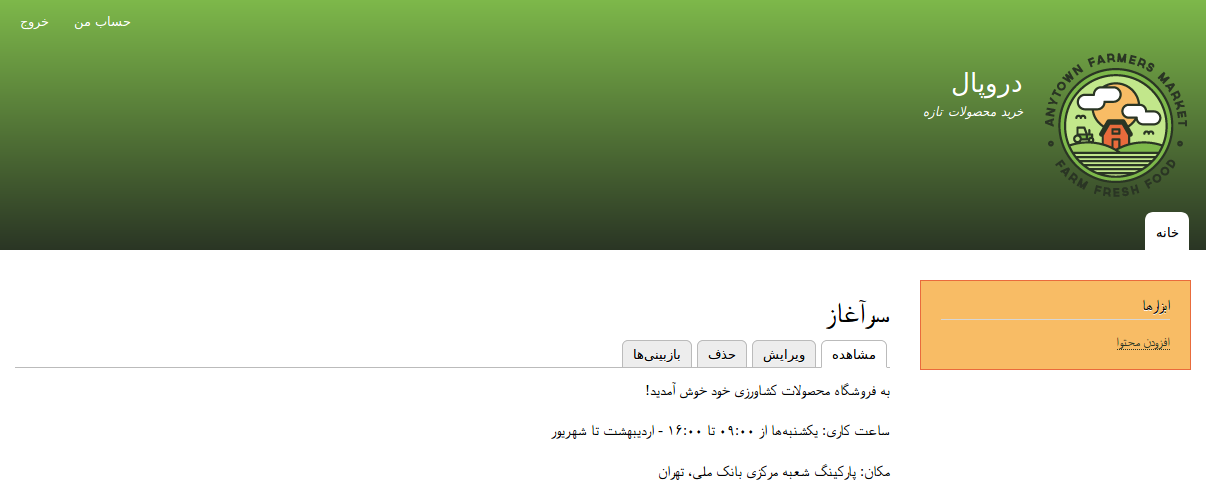 حساب من
خروج
ANYTOWN FARMERS MARKET
FARM FRESH FOOD
دروپال
خرید محصولات تازه
خانه
ابزارها
افزودن محتوا
سرآغاز
مشاهده
ویرایش
حذف
بازبینی‌ها
به فروشگاه محصولات کشاورزی خود خوش آمدید!
ساعت کاری: یکشنبه‌ها از ۰۹:۰۰ تا ۱۶:۰۰ - اردیبهشت تا شهریور
مکان: پارکینگ شعبه مرکزی بانک ملی، تهران